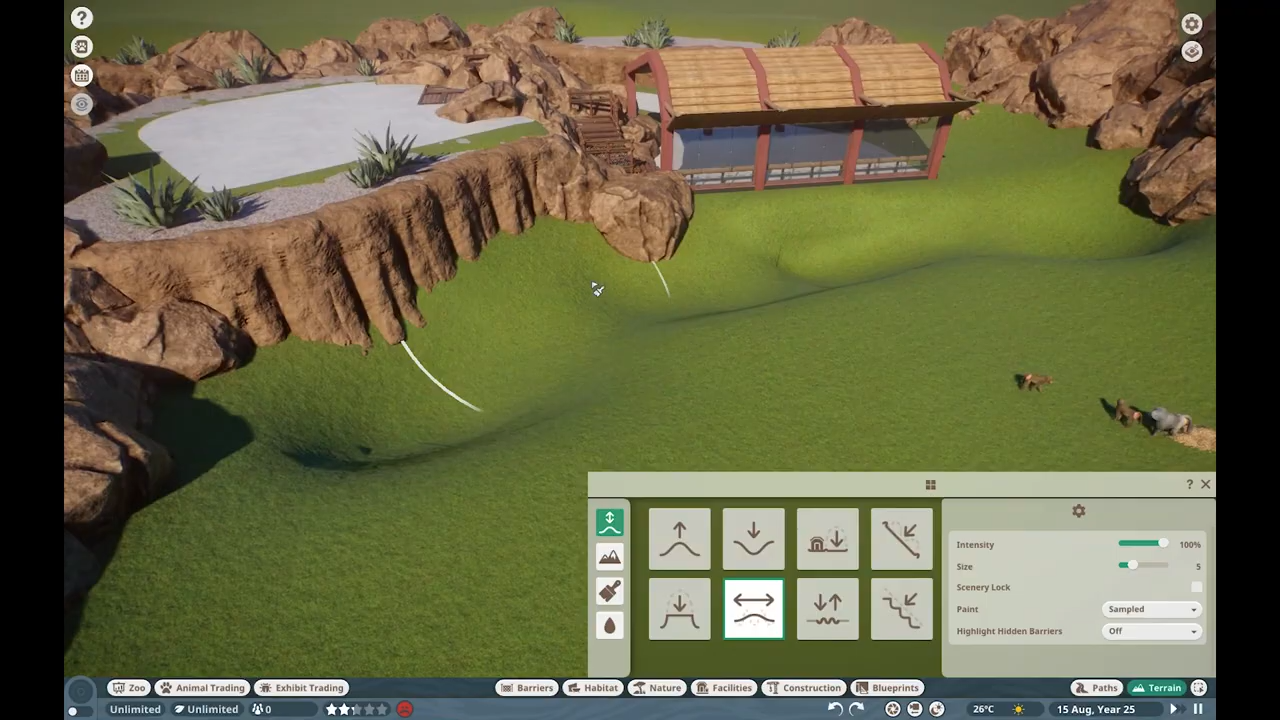 ?
? ×
Intensity 100%
Size 5
Scenery Lock
Paint Sampled
Highlight Hidden Barriers Off
Zoo Animal Trading Exhibit Trading Barriers Habitat Nature Facilities Construction Blueprints Paths Terrain
Unlimited Unlimited 0 26°C 15 Aug, Year 25